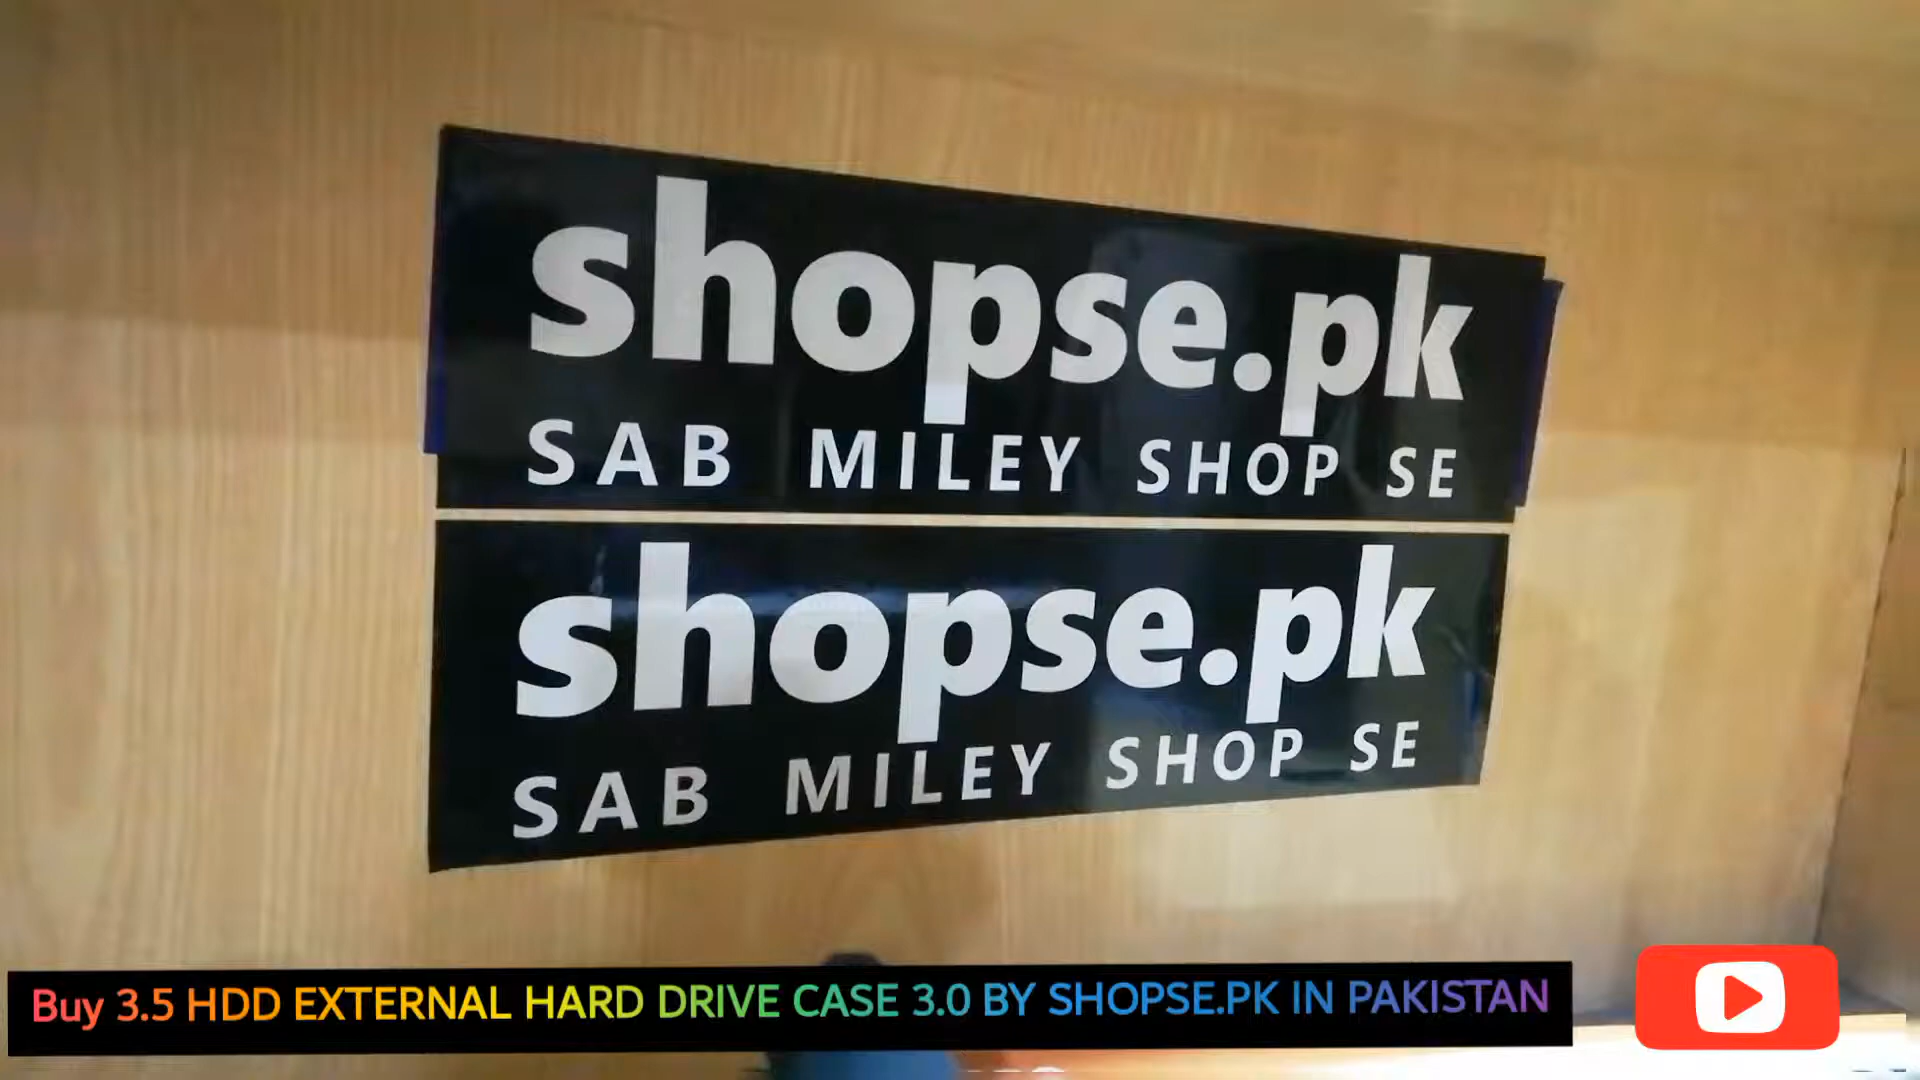 shopse.pk
SAB MILEY SHOP SE
shopse.pk
SAB MILEY SHOP SE
Buy 3.5 HDD EXTERNAL HARD DRIVE CASE 3.0 BY SHOPSE.PK IN PAKISTAN